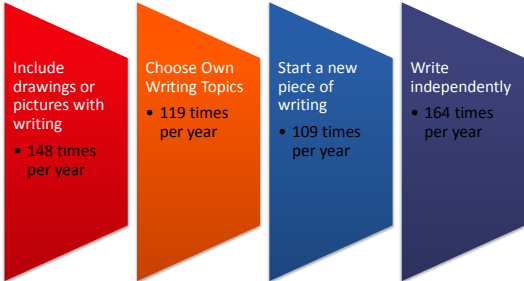 Include
drawings or
pictures with
writing
• 148 times
per year
Choose Own
Writing Topics
• 119 times
per year
Start a new
piece of
writing
• 109 times
per year
Write
independently
• 164 times
per year